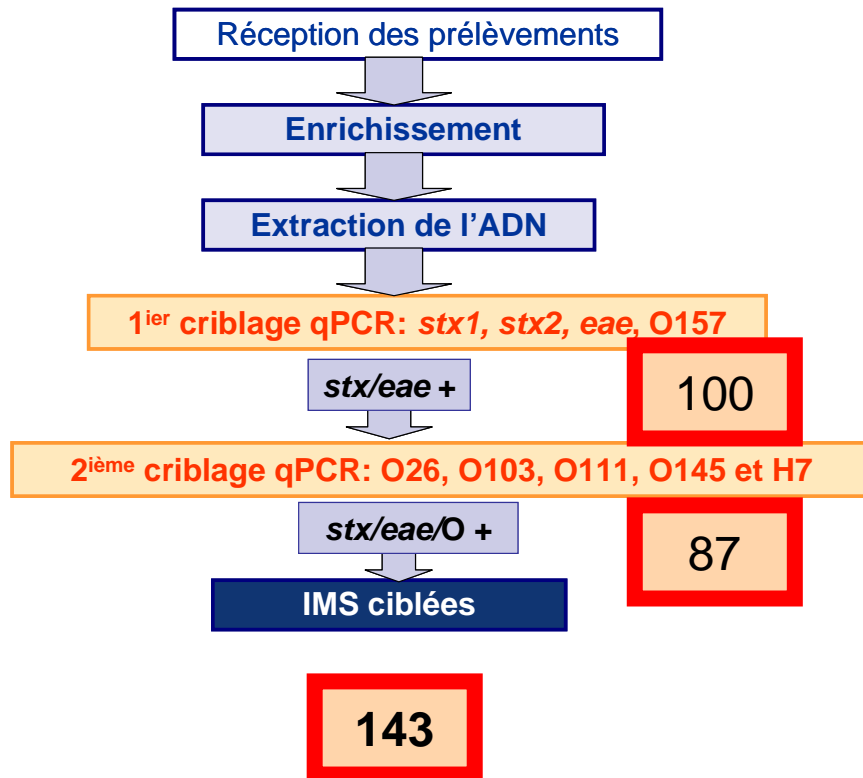 Réception des prélèvements
Enrichissement
Extraction de l'ADN
1ier criblage qPCR: stx1, stx2, eae, O157
stx/eae +
100
2ième criblage qPCR: O26, O103, O111, O145 et H7
stx/eae/O +
87
IMS ciblées
143